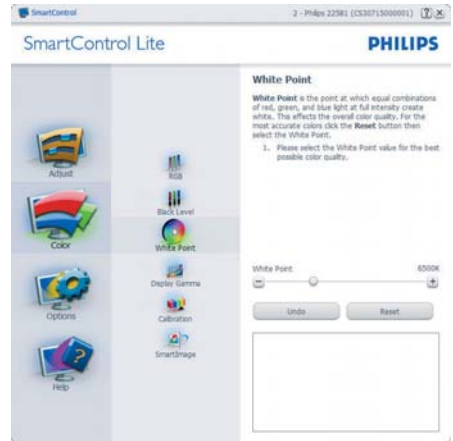 SmartControl
2 - Philips 225B1 (CS30715000001)
SmartControl Lite
PHILIPS
Adjust
Color
Options
Help
RGB
Black Level
White Point
Display Gamma
Calibration
SmartImage
White Point
White Point is the point at which equal combinations
of red, green, and blue light at full intensity create
white. This effects the overall color quality. For the
most accurate colors click the Reset button then
select the White Point.
1. Please select the White Point value for the best
possible color quality.
White Point 6500K
Undo Reset